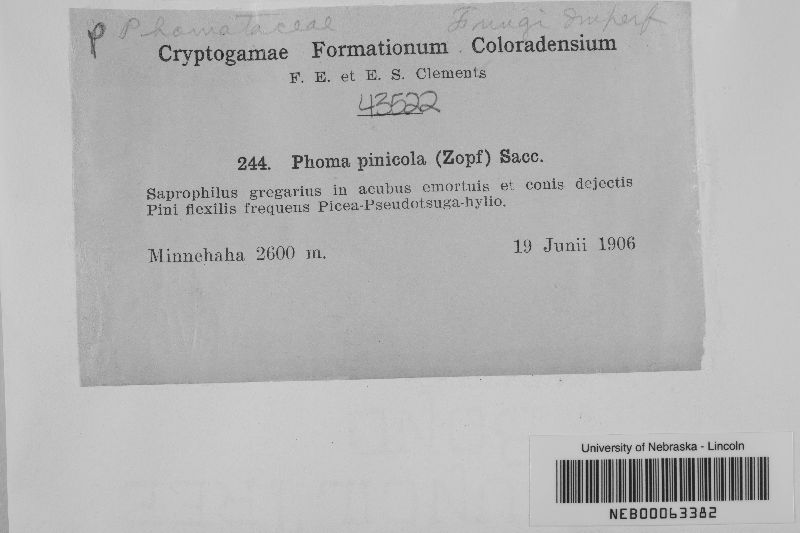 P Phomataceae Fungi Imperf
Cryptogamae Formationum Coloradensium
F. E. et E. S. Clements
43522
244. Phoma pinicola (Zopf) Sacc.
Saprophilus gregarius in acubus emortuis et conis dejectis
Pini flexilis frequens Picea-Pseudotsuga-hylio.
Minnehaha 2600 m. 19 Junii 1906
University of Nebraska - Lincoln
NEB00063382